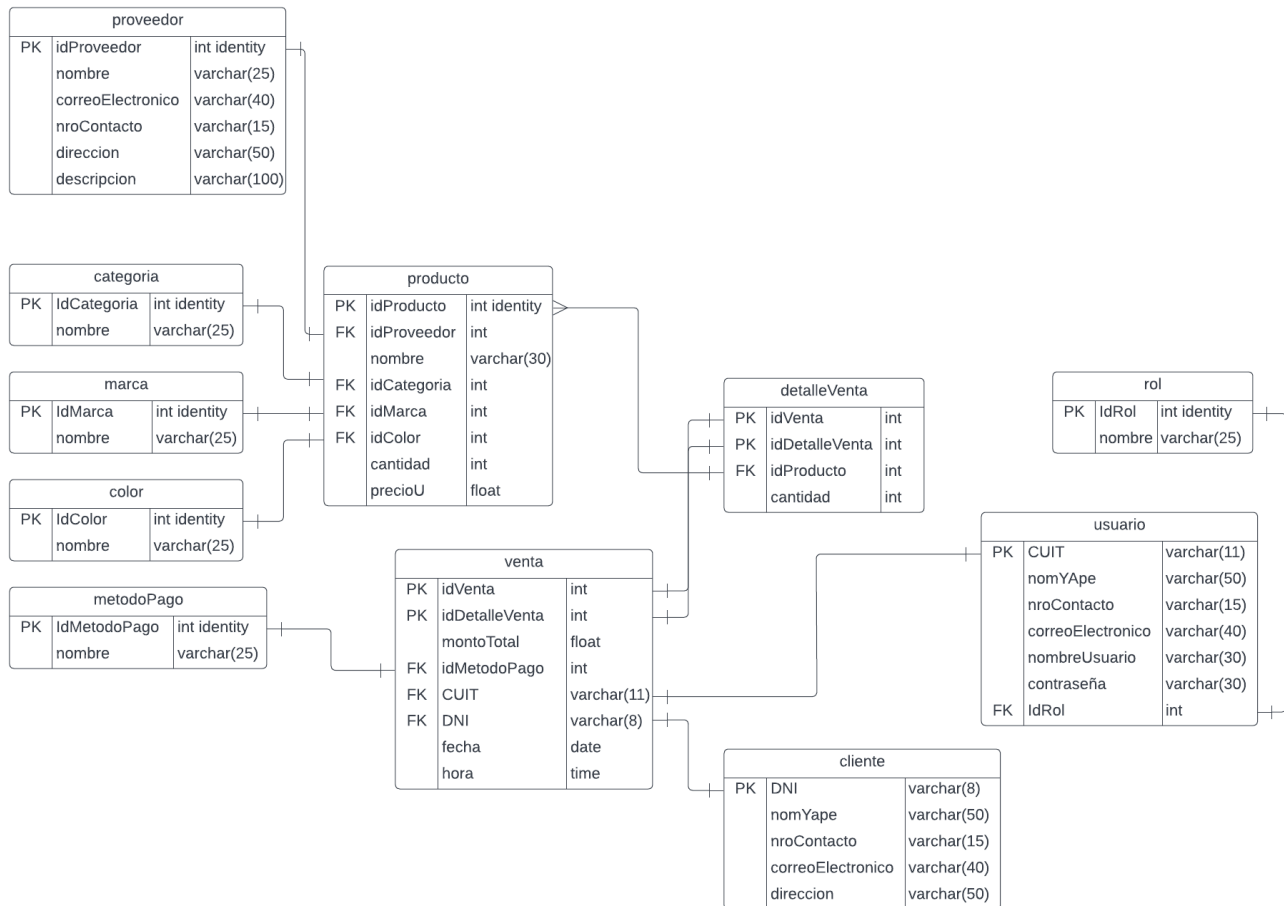 proveedor
PK idProveedor int identity
nombre varchar(25)
correoElectronico varchar(40)
nroContacto varchar(15)
direccion varchar(50)
descripcion varchar(100)
categoria
PK IdCategoria int identity
nombre varchar(25)
marca
PK IdMarca int identity
nombre varchar(25)
color
PK IdColor int identity
nombre varchar(25)
metodoPago
PK IdMetodoPago int identity
nombre varchar(25)
producto
PK idProducto int identity
FK idProveedor int
nombre varchar(30)
FK idCategoria int
FK idMarca int
FK idColor int
cantidad int
precioU float
venta
PK idVenta int
PK idDetalleVenta int
montoTotal float
FK idMetodoPago int
FK CUIT varchar(11)
FK DNI varchar(8)
fecha date
hora time
detalleVenta
PK idVenta int
PK idDetalleVenta int
FK idProducto int
cantidad int
rol
PK IdRol int identity
nombre varchar(25)
usuario
PK CUIT varchar(11)
nomYApe varchar(50)
nroContacto varchar(15)
correoElectronico varchar(40)
nombreUsuario varchar(30)
contraseña varchar(30)
FK IdRol int
cliente
PK DNI varchar(8)
nomYape varchar(50)
nroContacto varchar(15)
correoElectronico varchar(40)
direccion varchar(50)